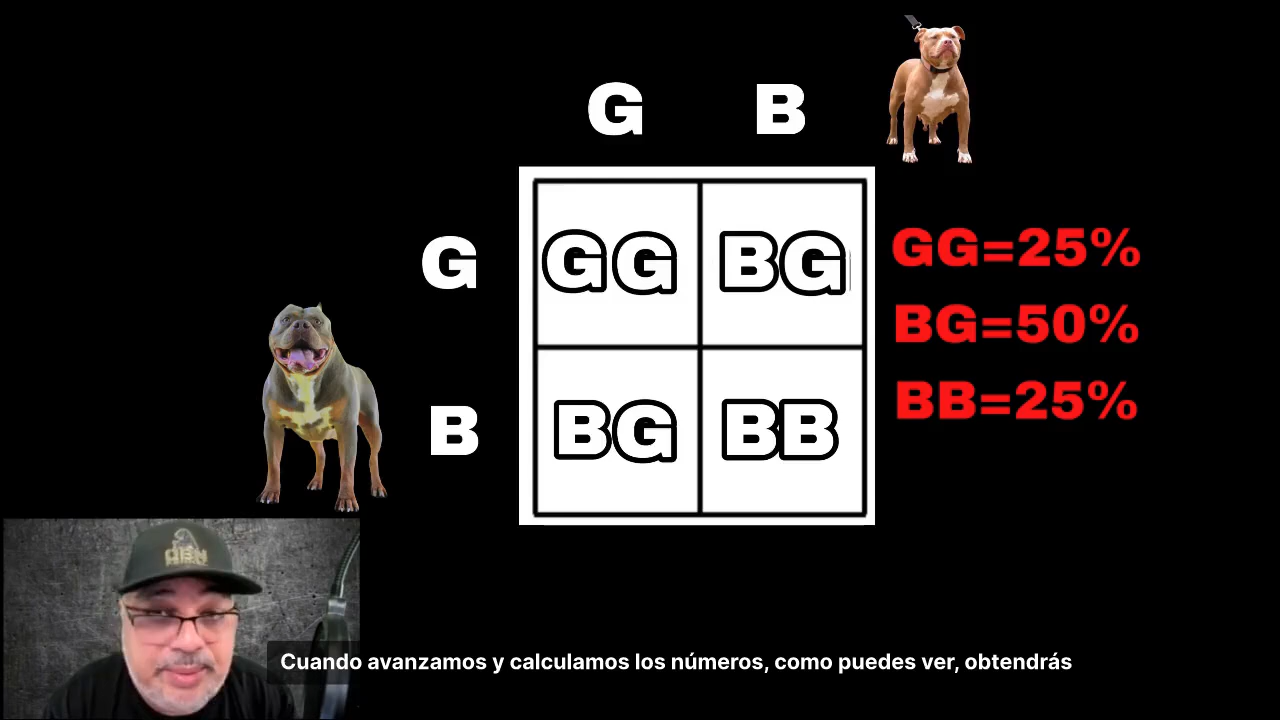 G B
G GG BG GG=25%
BG=50%
B BG BB BB=25%
Cuando avanzamos y calculamos los números, como puedes ver, obtendrás